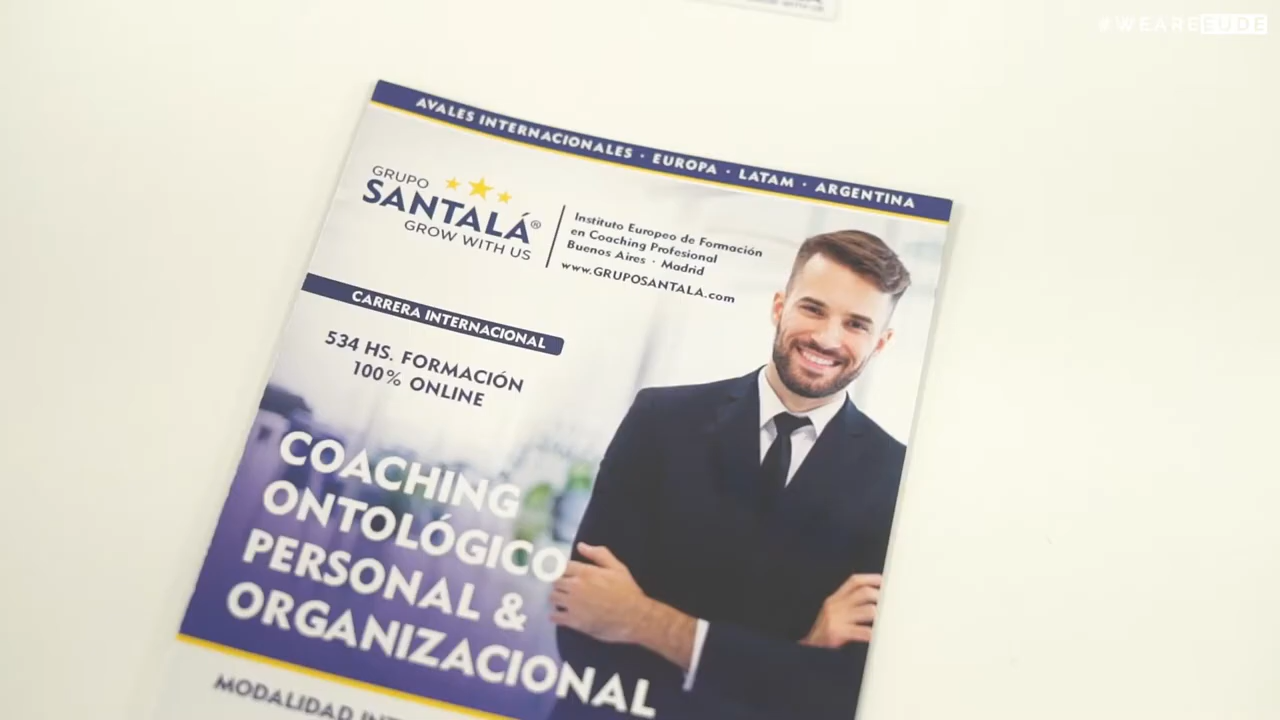 #WEAREEUDE
AVALES INTERNACIONALES · EUROPA · LATAM · ARGENTINA
GRUPO
SANTALÁ®
GROW WITH US
Instituto Europeo de Formación
en Coaching Profesional
Buenos Aires · Madrid
www.GRUPOSANTALA.com
CARRERA INTERNACIONAL
534 HS. FORMACIÓN
100% ONLINE
COACHING
ONTOLÓGICO
PERSONAL &
ORGANIZACIONAL
MODALIDAD